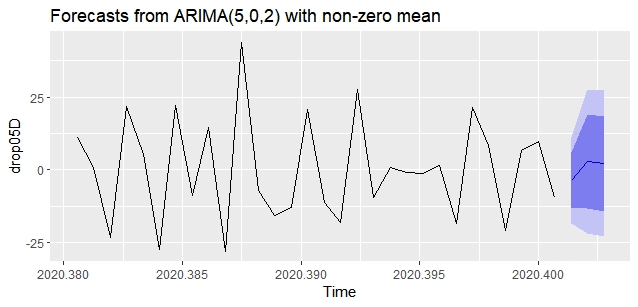 Forecasts from ARIMA(5,0,2) with non-zero mean
drop05D
25
0
-25
2020.380 2020.385 2020.390 2020.395 2020.400
Time